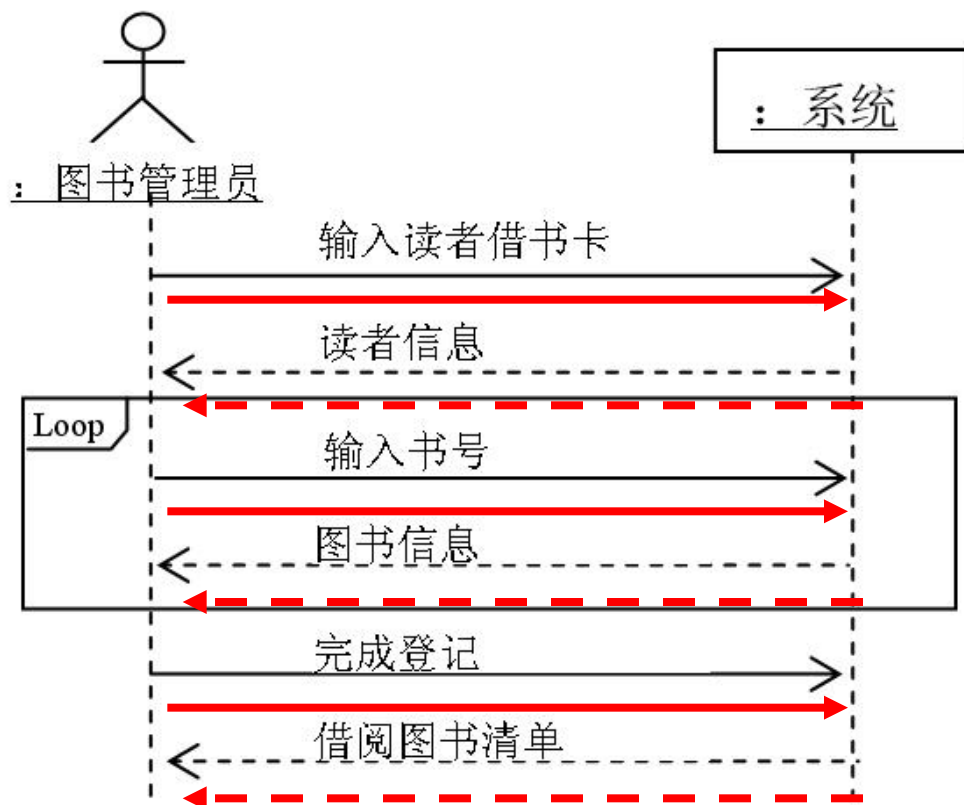 ：系统
：图书管理员
输入读者借书卡
读者信息
Loop
输入书号
图书信息
完成登记
借阅图书清单